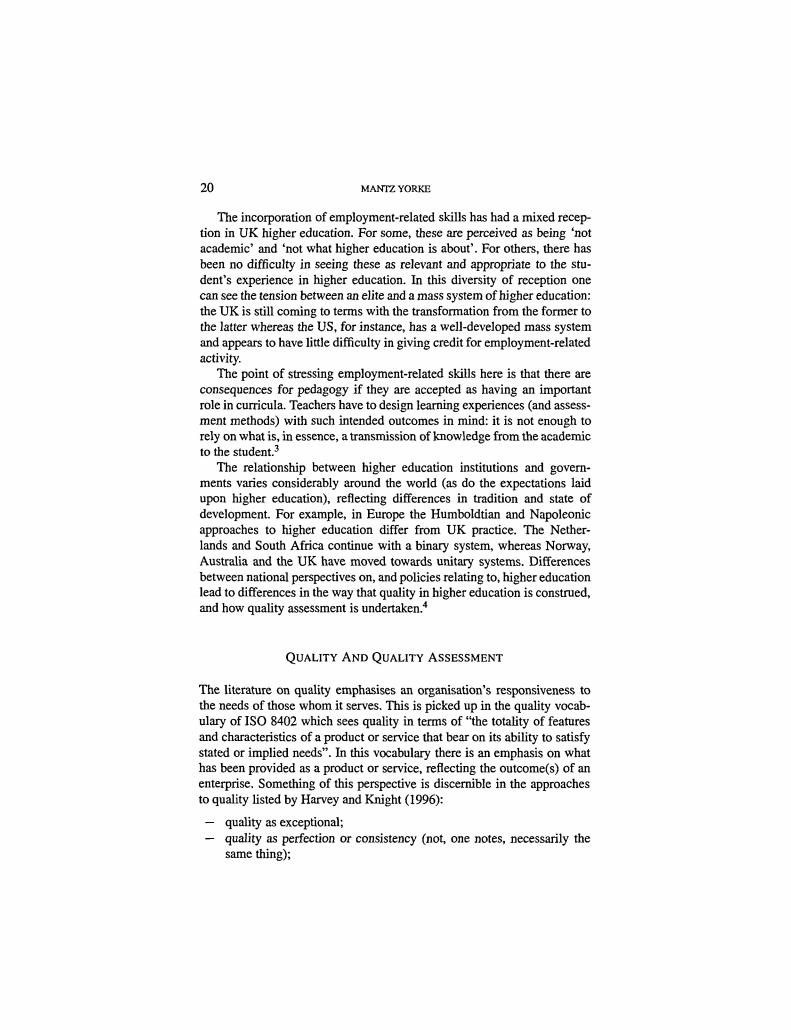 20
MANTZ YORKE
The incorporation of employment-related skills has had a mixed recep-
tion in UK higher education. For some, these are perceived as being ‘not
academic’ and ‘not what higher education is about’. For others, there has
been no difficulty in seeing these as relevant and appropriate to the stu-
dent’s experience in higher education. In this diversity of reception one
can see the tension between an elite and a mass system of higher education:
the UK is still coming to terms with the transformation from the former to
the latter whereas the US, for instance, has a well-developed mass system
and appears to have little difficulty in giving credit for employment-related
activity.
The point of stressing employment-related skills here is that there are
consequences for pedagogy if they are accepted as having an important
role in curricula. Teachers have to design learning experiences (and assess-
ment methods) with such intended outcomes in mind: it is not enough to
rely on what is, in essence, a transmission of knowledge from the academic
to the student.3
The relationship between higher education institutions and govern-
ments varies considerably around the world (as do the expectations laid
upon higher education), reflecting differences in tradition and state of
development. For example, in Europe the Humboldtian and Napoleonic
approaches to higher education differ from UK practice. The Nether-
lands and South Africa continue with a binary system, whereas Norway,
Australia and the UK have moved towards unitary systems. Differences
between national perspectives on, and policies relating to, higher education
lead to differences in the way that quality in higher education is construed,
and how quality assessment is undertaken.4
QUALITY AND QUALITY ASSESSMENT
The literature on quality emphasises an organisation’s responsiveness to
the needs of those whom it serves. This is picked up in the quality vocab-
ulary of ISO 8402 which sees quality in terms of “the totality of features
and characteristics of a product or service that bear on its ability to satisfy
stated or implied needs”. In this vocabulary there is an emphasis on what
has been provided as a product or service, reflecting the outcome(s) of an
enterprise. Something of this perspective is discernible in the approaches
to quality listed by Harvey and Knight (1996):
— quality as exceptional;
— quality as perfection or consistency (not, one notes, necessarily the
same thing);